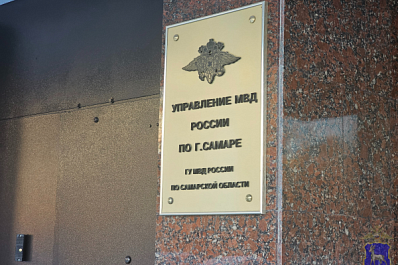 УПРАВЛЕНИЕ МВД
РОССИИ
ПО Г.САМАРЕ
ГУ МВД РОССИИ
ПО САМАРСКОЙ ОБЛАСТИ